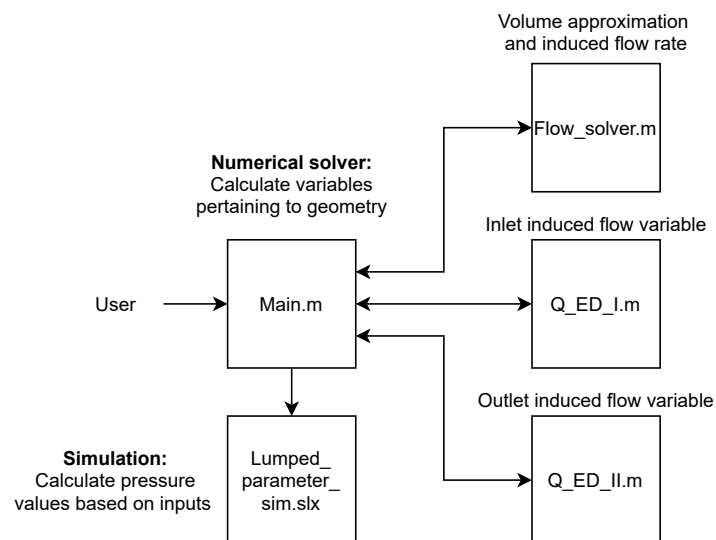 Volume approximation
and induced flow rate
Flow_solver.m
Numerical solver:
Calculate variables
pertaining to geometry
Inlet induced flow variable
User
Main.m
Q_ED_I.m
Outlet induced flow variable
Simulation:
Calculate pressure
values based on inputs
Lumped_
parameter_
sim.slx
Q_ED_II.m